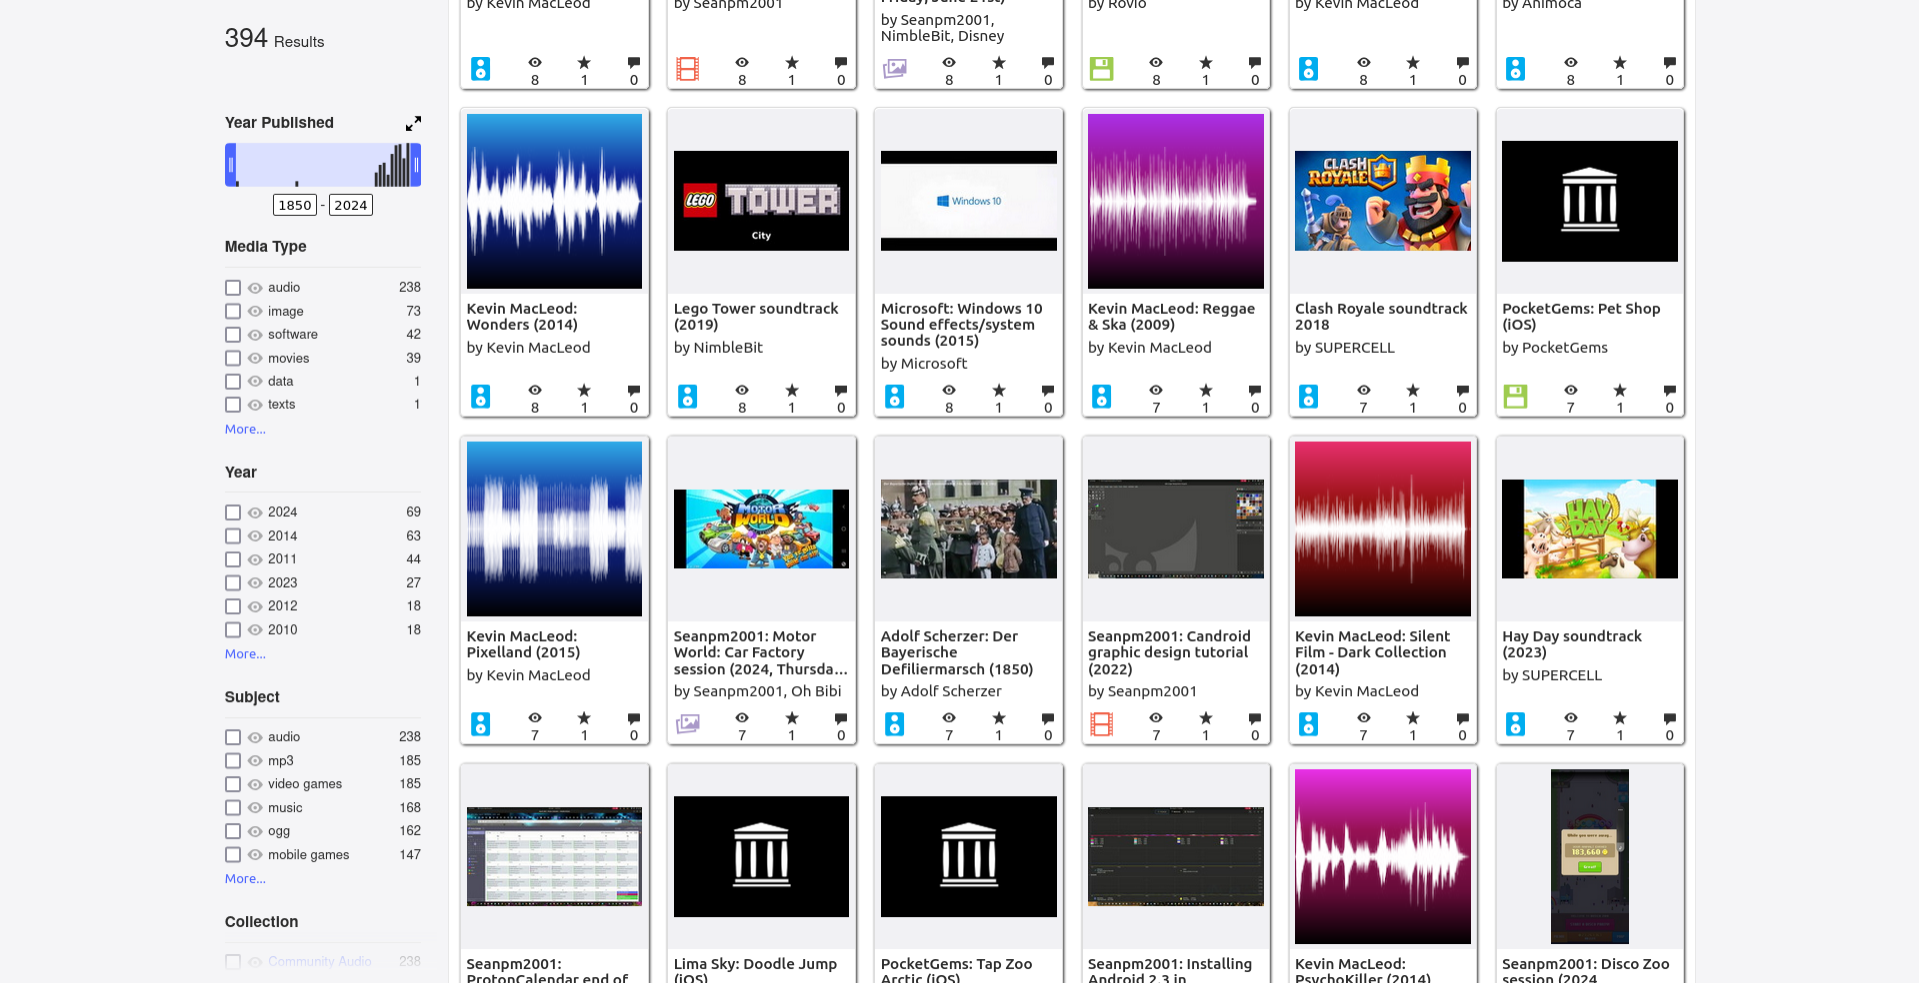 394 Results
Year Published
1850 - 2024
Media Type
audio 238
image 73
software 42
movies 39
data 1
texts 1
More...
Year
2024 69
2014 63
2011 44
2023 27
2012 18
2010 18
More...
Subject
audio 238
mp3 185
video games 185
music 168
ogg 162
mobile games 147
More...
Collection
Community Audio 238
by Kevin MacLeod
8 1 0
by Seanpm2001
8 1 0
by Seanpm2001,
NimbleBit, Disney
8 1 0
by Rovio
8 1 0
by Kevin MacLeod
8 1 0
by Animoca
8 1 0
Kevin MacLeod:
Wonders (2014)
by Kevin MacLeod
8 1 0
LEGO TOWER
City
Lego Tower soundtrack
(2019)
by NimbleBit
8 1 0
Windows 10
Microsoft: Windows 10
Sound effects/system
sounds (2015)
by Microsoft
8 1 0
Kevin MacLeod: Reggae
& Ska (2009)
by Kevin MacLeod
7 1 0
CLASH
ROYALE
Clash Royale soundtrack
2018
by SUPERCELL
7 1 0
PocketGems: Pet Shop
(iOS)
by PocketGems
7 1 0
Kevin MacLeod:
Pixelland (2015)
by Kevin MacLeod
7 1 0
MOTOR
WORLD
Seanpm2001: Motor
World: Car Factory
session (2024, Thursda...
by Seanpm2001, Oh Bibi
7 1 0
Adolf Scherzer: Der
Bayerische
Defiliermarsch (1850)
by Adolf Scherzer
7 1 0
Seanpm2001: Candroid
graphic design tutorial
(2022)
by Seanpm2001
7 1 0
Kevin MacLeod: Silent
Film - Dark Collection
(2014)
by Kevin MacLeod
7 1 0
HAY
DAY
Hay Day soundtrack
(2023)
by SUPERCELL
7 1 0
Seanpm2001:
ProtonCalendar end of
Lima Sky: Doodle Jump
(iOS)
PocketGems: Tap Zoo
Arctic (iOS)
Seanpm2001: Installing
Android 2.3 in
Kevin MacLeod:
PsychoKiller (2014)
183,660
Seanpm2001: Disco Zoo
session (2024